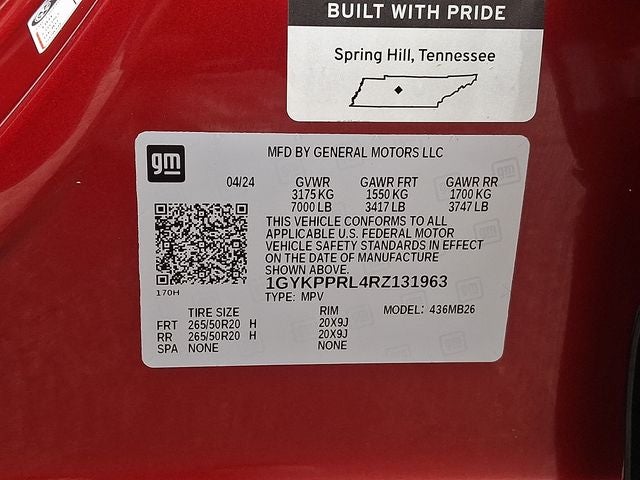 BUILT WITH PRIDE
Spring Hill, Tennessee
gm
MFD BY GENERAL MOTORS LLC
04/24 GVWR GAWR FRT GAWR RR
3175 KG 1550 KG 1700 KG
7000 LB 3417 LB 3747 LB
THIS VEHICLE CONFORMS TO ALL
APPLICABLE U.S. FEDERAL MOTOR
VEHICLE SAFETY STANDARDS IN EFFECT
ON THE DATE OF MANUFACTURE
SHOWN ABOVE.
170H
1GYKPPRL4RZ131963
TYPE: MPV
TIRE SIZE RIM MODEL: 436MB26
FRT 265/50R20 H 20X9J
RR 265/50R20 H 20X9J
SPA NONE NONE